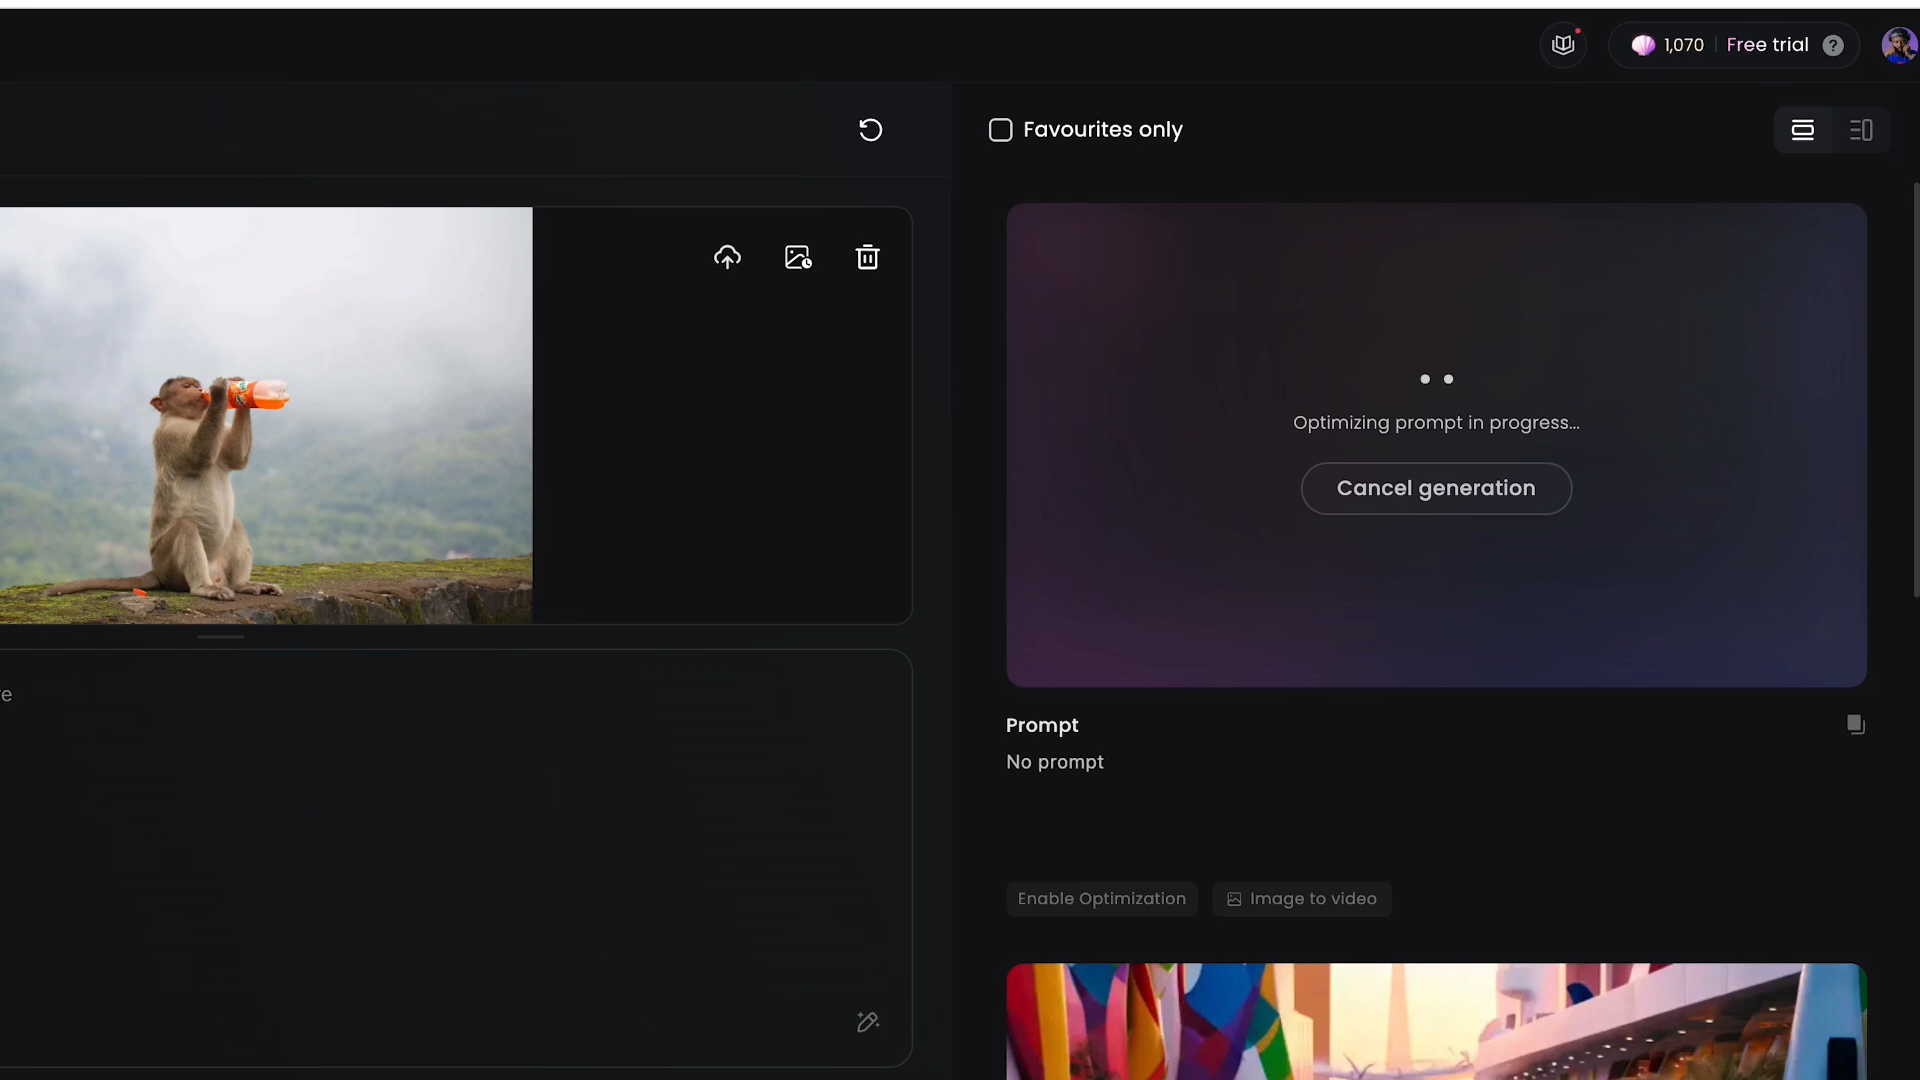 1,070
Free trial
?
Favourites only
Optimizing prompt in progress...
Cancel generation
Prompt
No prompt
Enable Optimization
Image to video